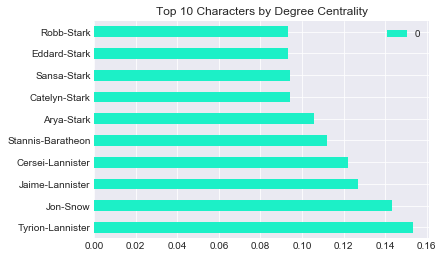 Top 10 Characters by Degree Centrality
Robb-Stark
0
Eddard-Stark
Sansa-Stark
Catelyn-Stark
Arya-Stark
Stannis-Baratheon
Cersei-Lannister
Jaime-Lannister
Jon-Snow
Tyrion-Lannister
0.00 0.02 0.04 0.06 0.08 0.10 0.12 0.14 0.16